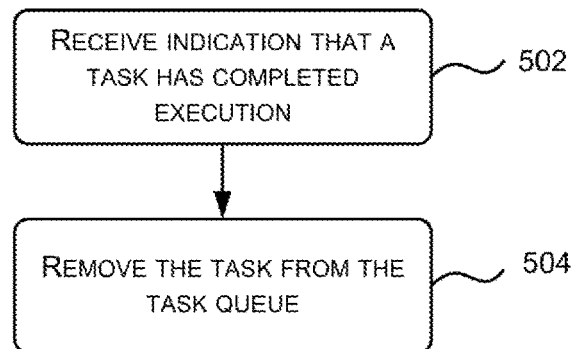 RECEIVE INDICATION THAT A
TASK HAS COMPLETED
EXECUTION
502
REMOVE THE TASK FROM THE
TASK QUEUE
504